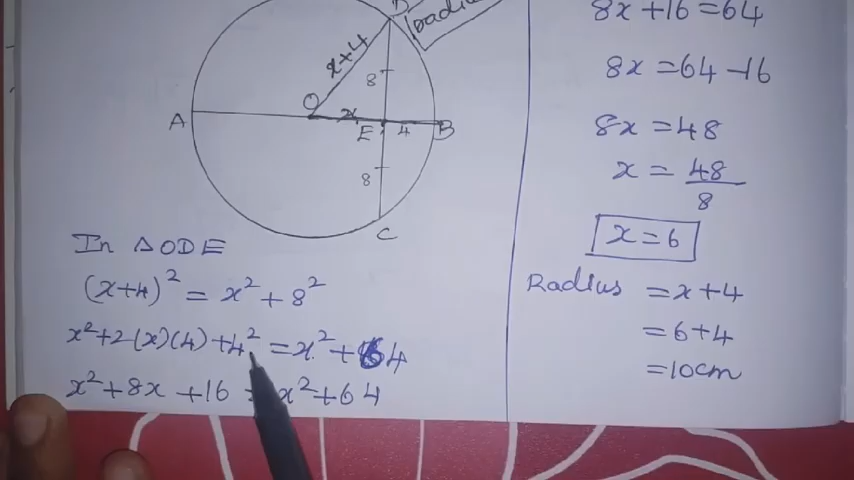 D
(radius
x+4
8
O
x
A
E
4
B
8
C
In ΔODE
(x+4)² = x² + 8²
x²+2(x)(4)+4² = x²+64
x²+8x+16 = x²+64
8x+16=64
8x=64-16
8x=48
x=48/8
x=6
Radius =x+4
=6+4
=10cm